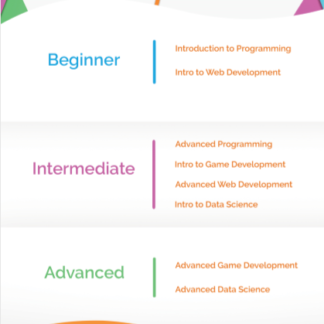 Beginner
Introduction to Programming
Intro to Web Development
Intermediate
Advanced Programming
Intro to Game Development
Advanced Web Development
Intro to Data Science
Advanced
Advanced Game Development
Advanced Data Science